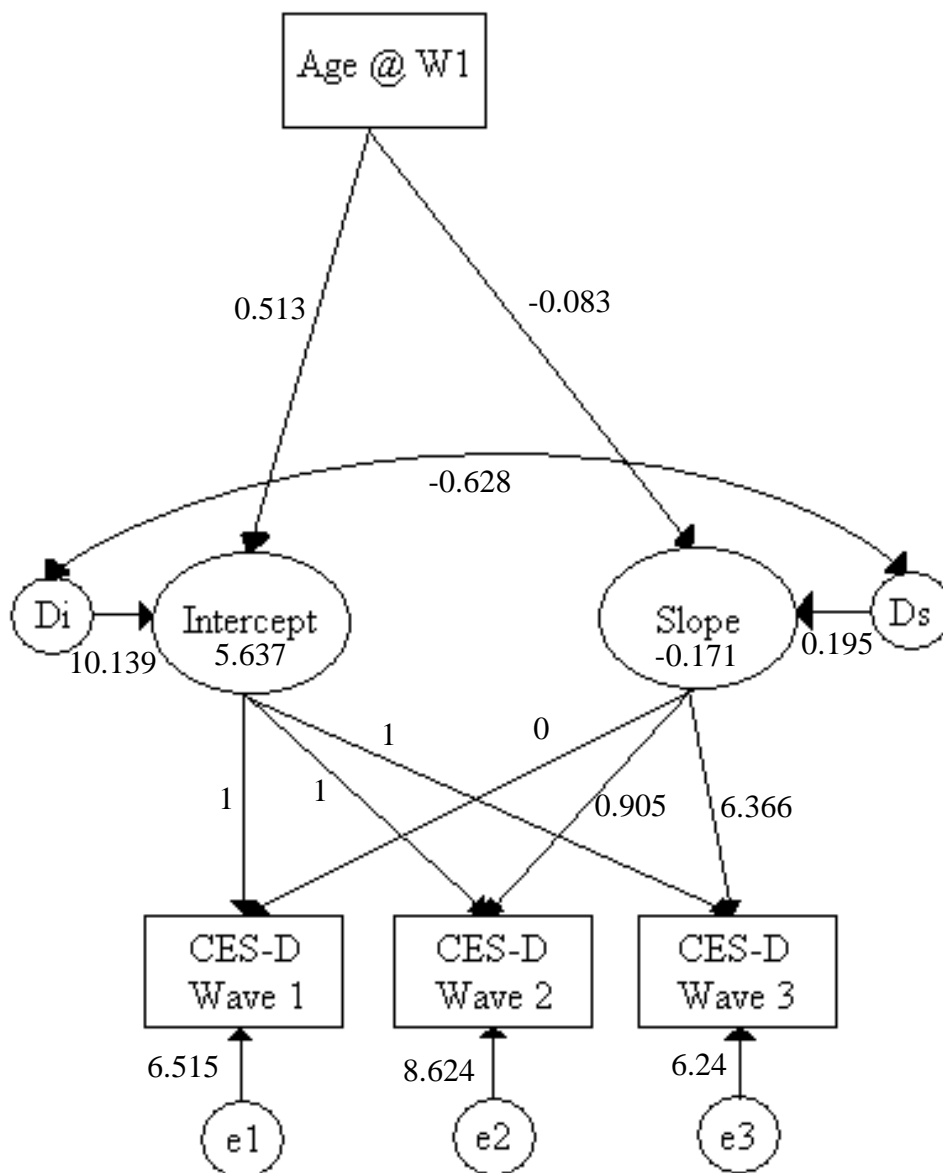 Age @ W1
0.513
-0.083
-0.628
Di
Intercept
Slope
Ds
10.139
5.637
-0.171
0.195
1
0
1
1
0.905
6.366
CES-D
Wave 1
CES-D
Wave 2
CES-D
Wave 3
6.515
8.624
6.24
e1
e2
e3